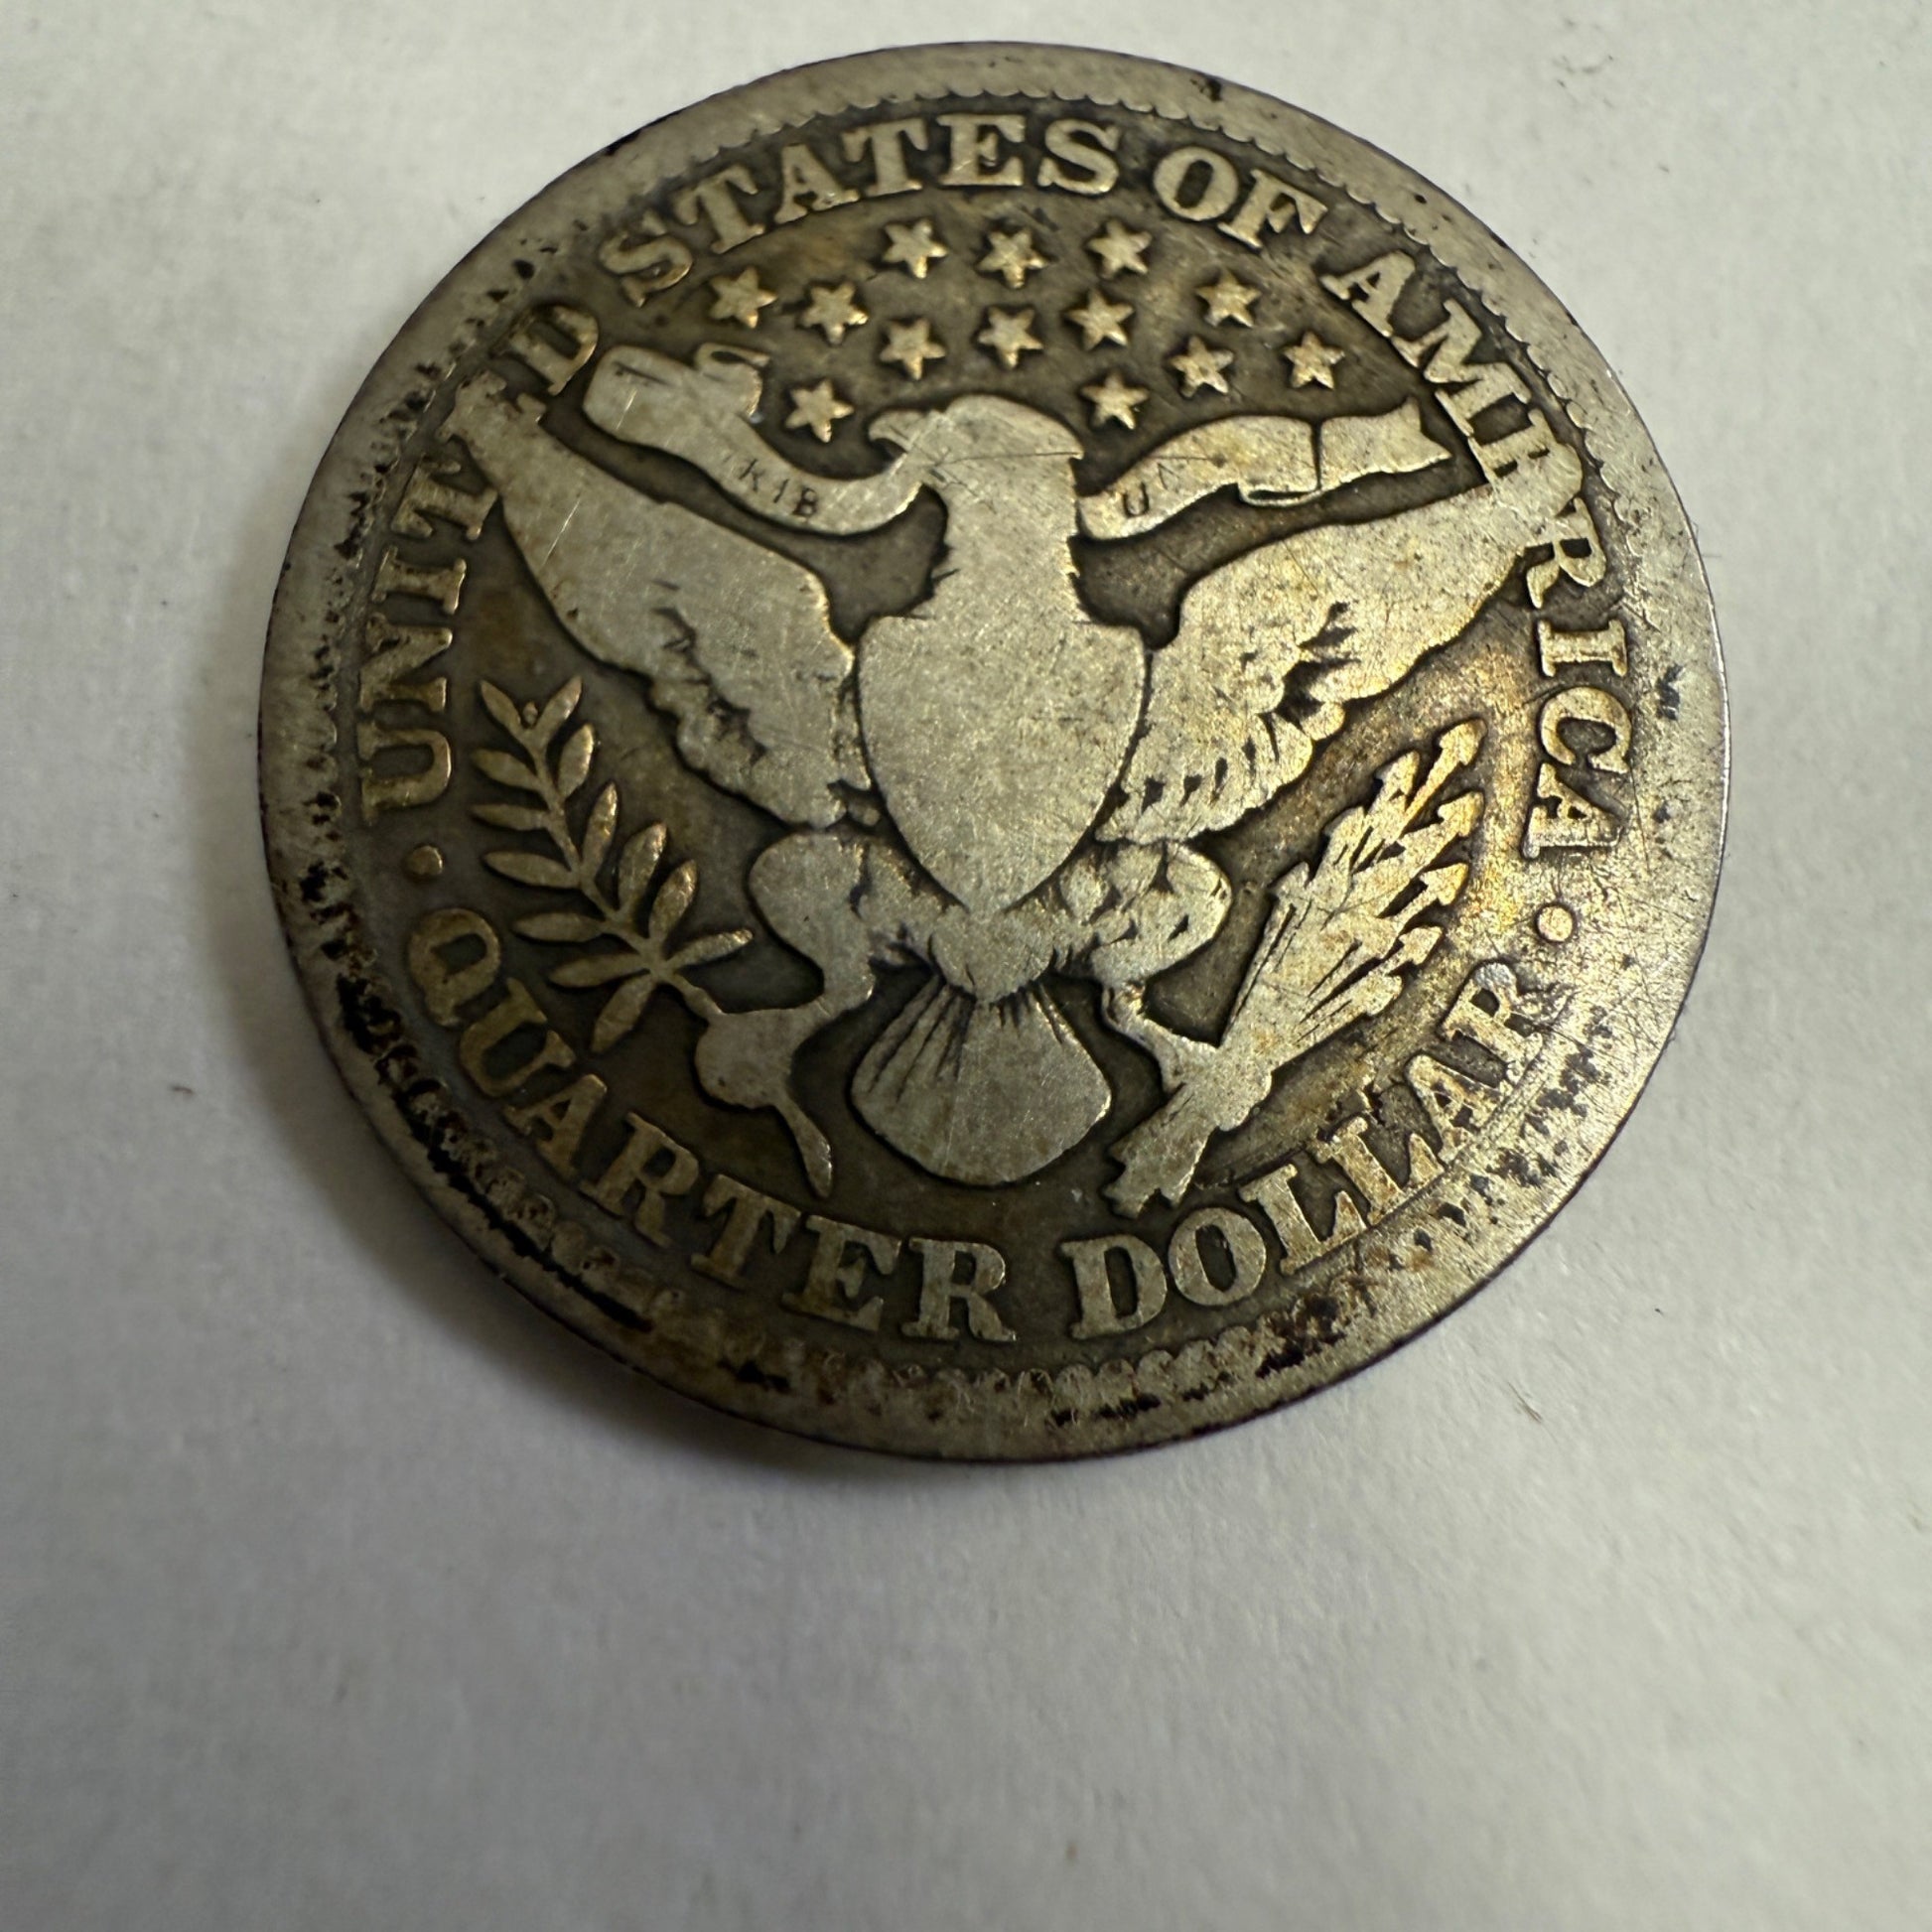 UNITED STATES OF AMERICA
QUARTER DOLLAR